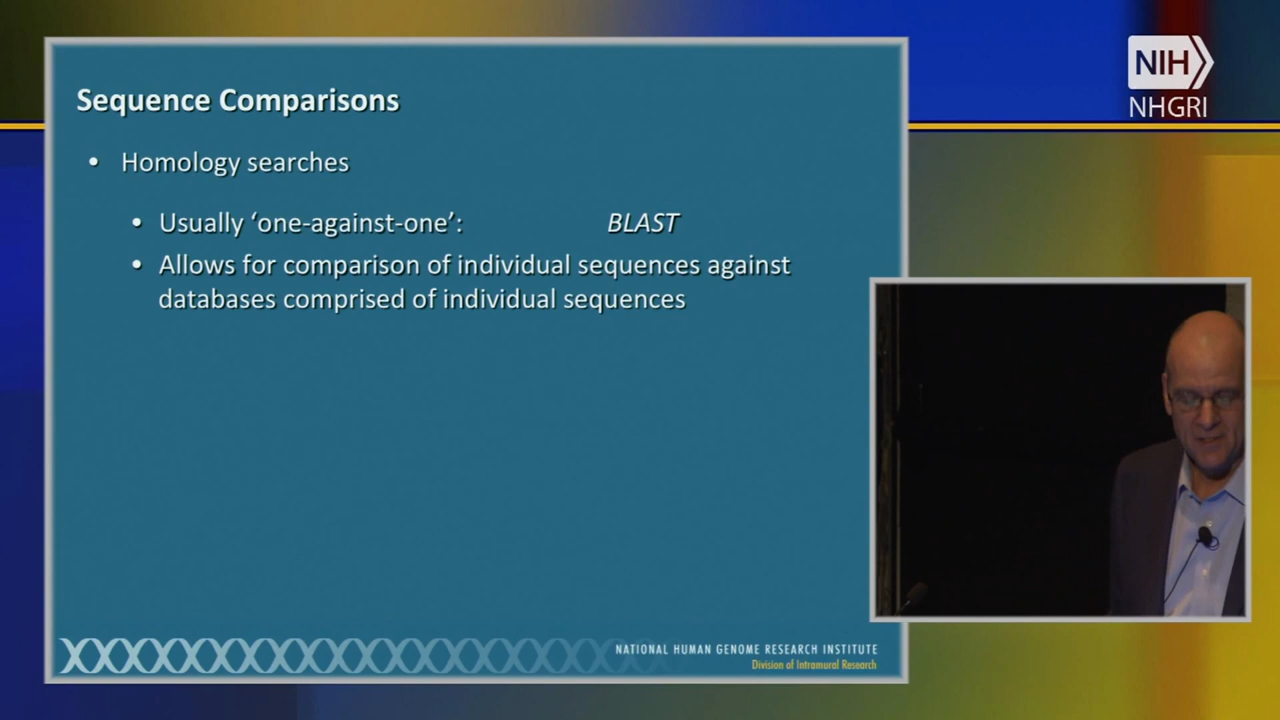 NIH
NHGRI
Sequence Comparisons
• Homology searches
• Usually ‘one-against-one’: BLAST
• Allows for comparison of individual sequences against
databases comprised of individual sequences
NATIONAL HUMAN GENOME RESEARCH INSTITUTE
Division of Intramural Research